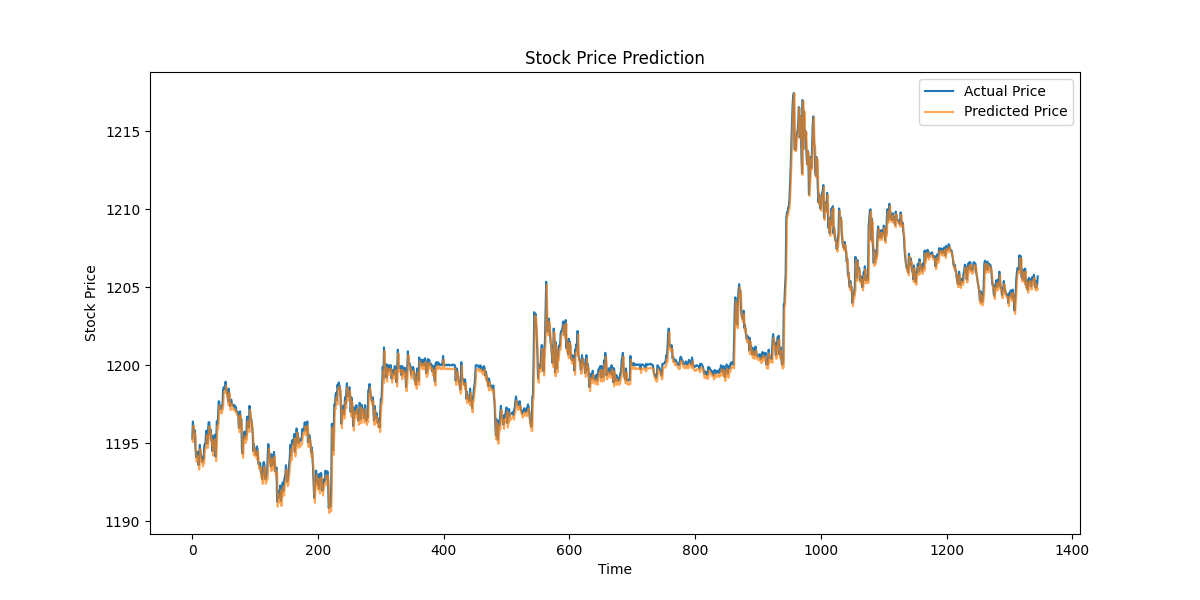 Stock Price Prediction
Actual Price
Predicted Price
Stock Price
1215
1210
1205
1200
1195
1190
0 200 400 600 800 1000 1200 1400
Time